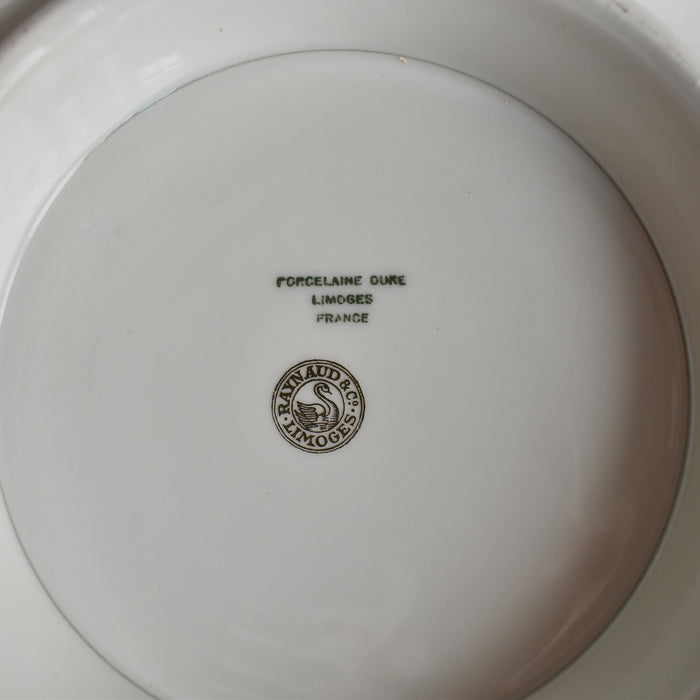 PORCELAINE DURE
LIMOGES
FRANCE
RAYNAUD & Co
· LIMOGES ·